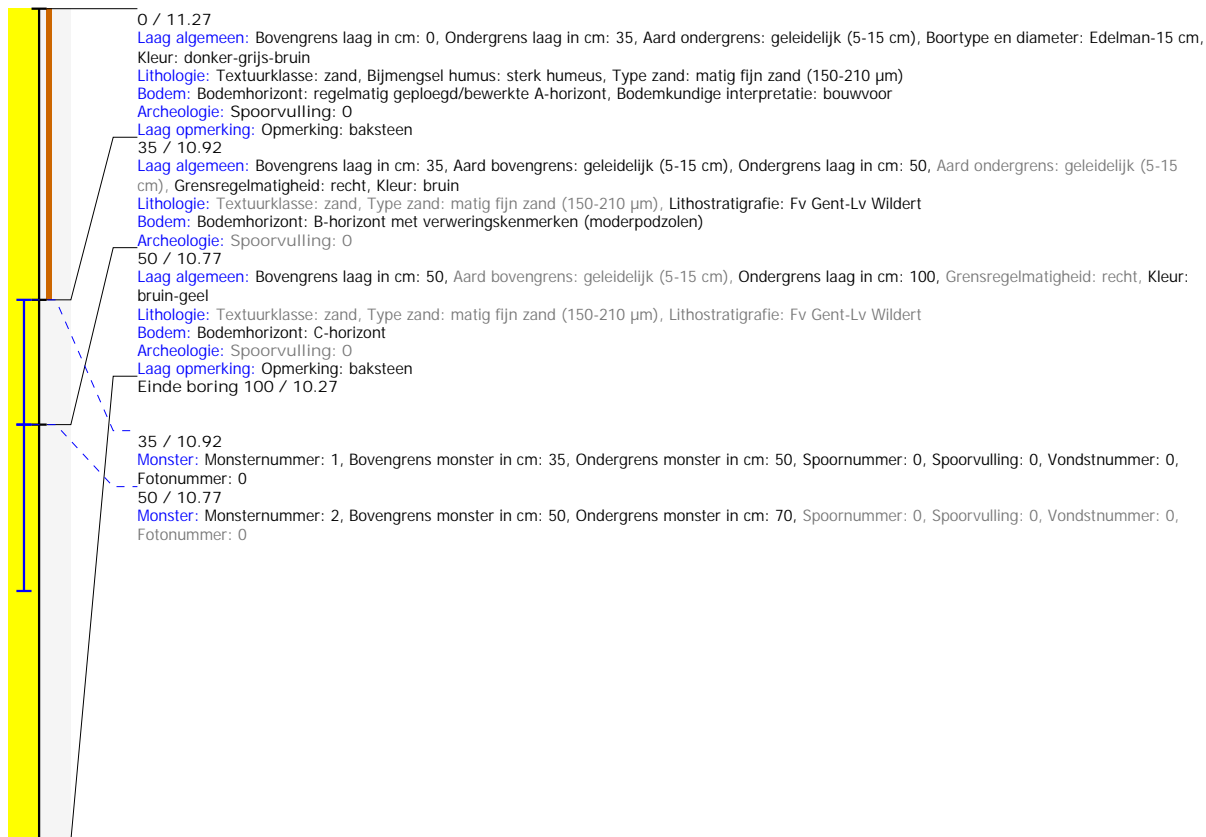 0 / 11.27
Laag algemeen: Bovengrens laag in cm: 0, Ondergrens laag in cm: 35, Aard ondergrens: geleidelijk (5-15 cm), Boortype en diameter: Edelman-15 cm,
Kleur: donker-grijs-bruin
Lithologie: Textuurklasse: zand, Bijmengsel humus: sterk humeus, Type zand: matig fijn zand (150-210 µm)
Bodem: Bodemhorizont: regelmatig geploegd/bewerkte A-horizont, Bodemkundige interpretatie: bouwvoor
Archeologie: Spoorvulling: 0
Laag opmerking: Opmerking: baksteen
35 / 10.92
Laag algemeen: Bovengrens laag in cm: 35, Aard bovengrens: geleidelijk (5-15 cm), Ondergrens laag in cm: 50, Aard ondergrens: geleidelijk (5-15
cm), Grensregelmatigheid: recht, Kleur: bruin
Lithologie: Textuurklasse: zand, Type zand: matig fijn zand (150-210 µm), Lithostratigrafie: Fv Gent-Lv Wildert
Bodem: Bodemhorizont: B-horizont met verweringskenmerken (moderpodzolen)
Archeologie: Spoorvulling: 0
50 / 10.77
Laag algemeen: Bovengrens laag in cm: 50, Aard bovengrens: geleidelijk (5-15 cm), Ondergrens laag in cm: 100, Grensregelmatigheid: recht, Kleur:
bruin-geel
Lithologie: Textuurklasse: zand, Type zand: matig fijn zand (150-210 µm), Lithostratigrafie: Fv Gent-Lv Wildert
Bodem: Bodemhorizont: C-horizont
Archeologie: Spoorvulling: 0
Laag opmerking: Opmerking: baksteen
Einde boring 100 / 10.27
35 / 10.92
Monster: Monsternummer: 1, Bovengrens monster in cm: 35, Ondergrens monster in cm: 50, Spoornummer: 0, Spoorvulling: 0, Vondstnummer: 0,
Fotonummer: 0
50 / 10.77
Monster: Monsternummer: 2, Bovengrens monster in cm: 50, Ondergrens monster in cm: 70, Spoornummer: 0, Spoorvulling: 0, Vondstnummer: 0,
Fotonummer: 0